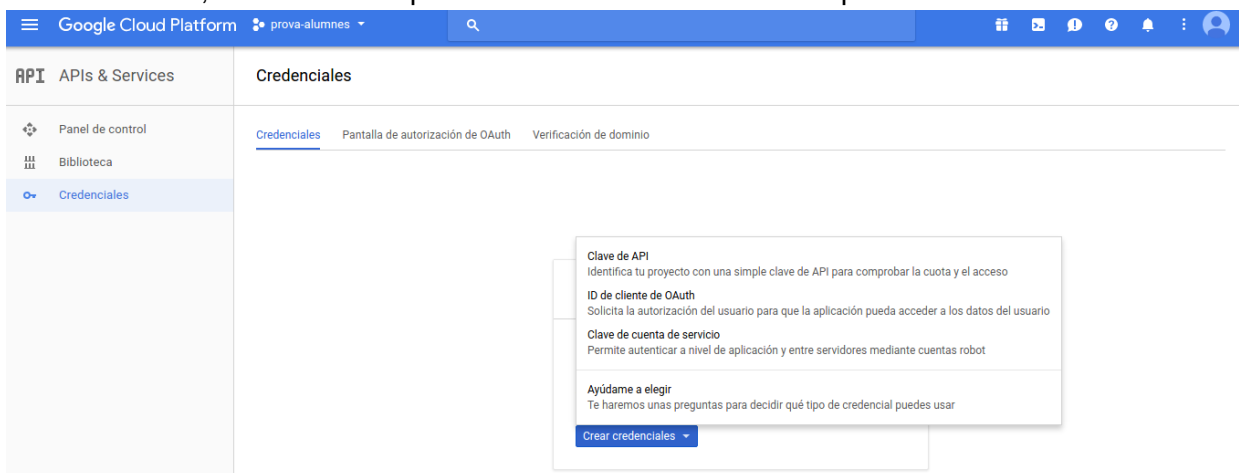 Google Cloud Platform prova-alumnes
API APIs & Services
Credenciales
Panel de control
Biblioteca
Credenciales
Credenciales Pantalla de autorización de OAuth Verificación de dominio
Clave de API
Identifica tu proyecto con una simple clave de API para comprobar la cuota y el acceso
ID de cliente de OAuth
Solicita la autorización del usuario para que la aplicación pueda acceder a los datos del usuario
Clave de cuenta de servicio
Permite autenticar a nivel de aplicación y entre servidores mediante cuentas robot
Ayúdame a elegir
Te haremos unas preguntas para decidir qué tipo de credencial puedes usar
Crear credenciales